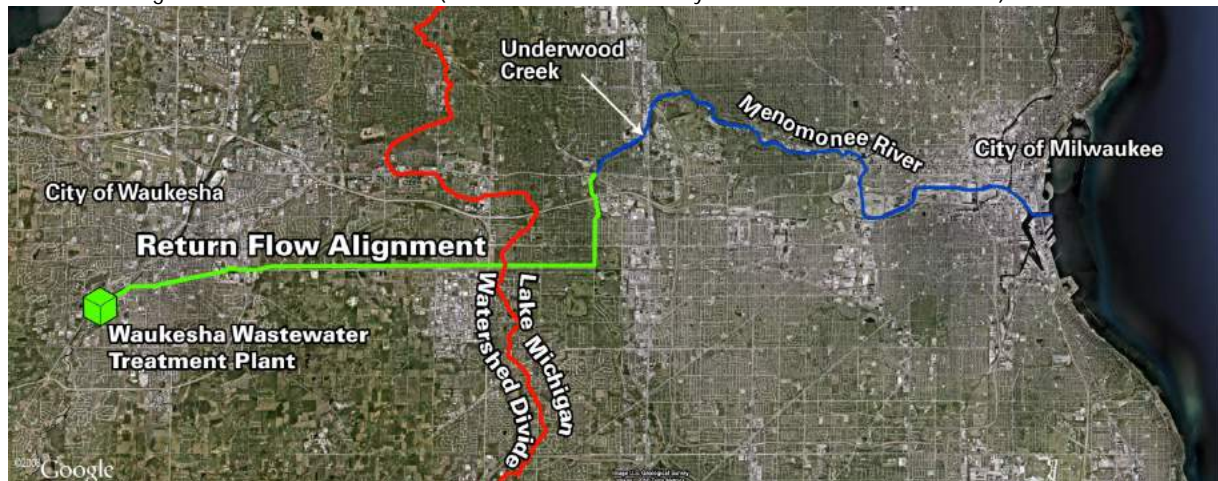 Underwood
Creek
Menomonee River
City of Milwaukee
City of Waukesha
Return Flow Alignment
Lake Michigan
Watershed Divide
Waukesha Wastewater
Treatment Plant
Google